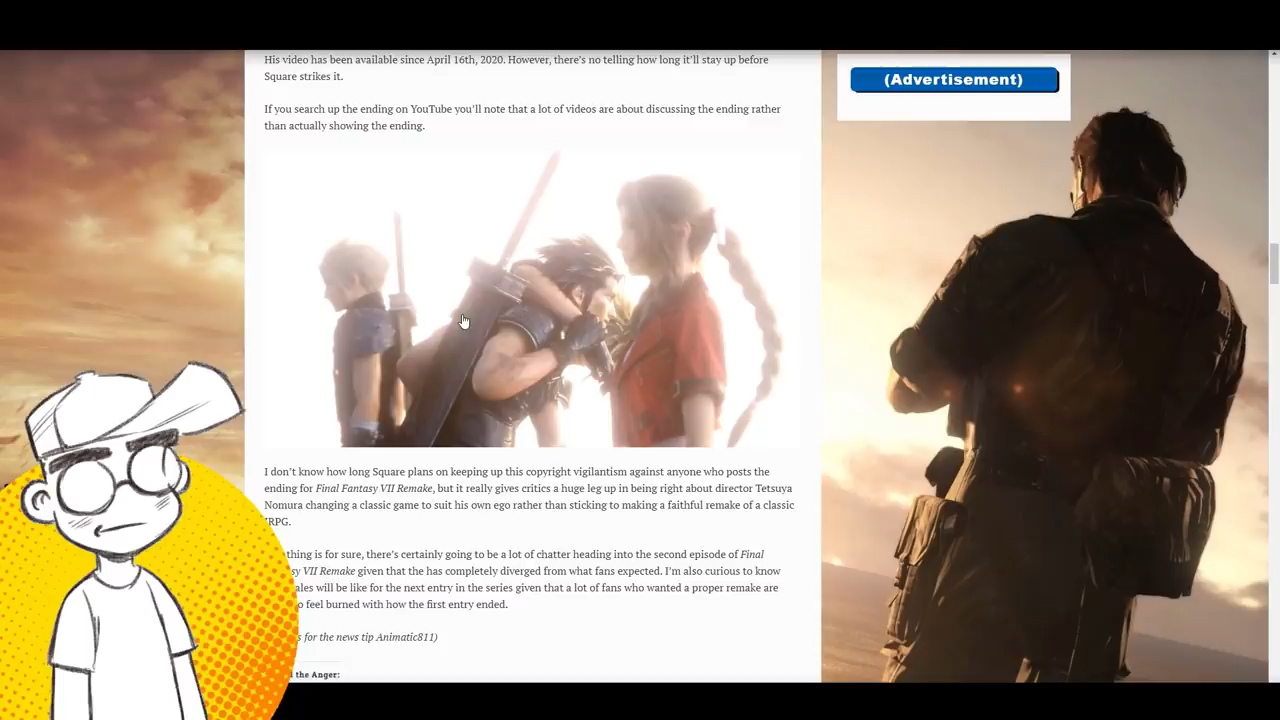 His video has been available since April 16th, 2020. However, there's no telling how long it'll stay up before
Square strikes it.
(Advertisement)
If you search up the ending on YouTube you'll note that a lot of videos are about discussing the ending rather
than actually showing the ending.
I don't know how long Square plans on keeping up this copyright vigilantism against anyone who posts the
ending for Final Fantasy VII Remake, but it really gives critics a huge leg up in being right about director Tetsuya
Nomura changing a classic game to suit his own ego rather than sticking to making a faithful remake of a classic
RPG.
thing is for sure, there's certainly going to be a lot of chatter heading into the second episode of Final
VII Remake given that the has completely diverged from what fans expected. I'm also curious to know
will be like for the next entry in the series given that a lot of fans who wanted a proper remake are
feel burned with how the first entry ended.
for the news tip Animatic811)
the Anger: